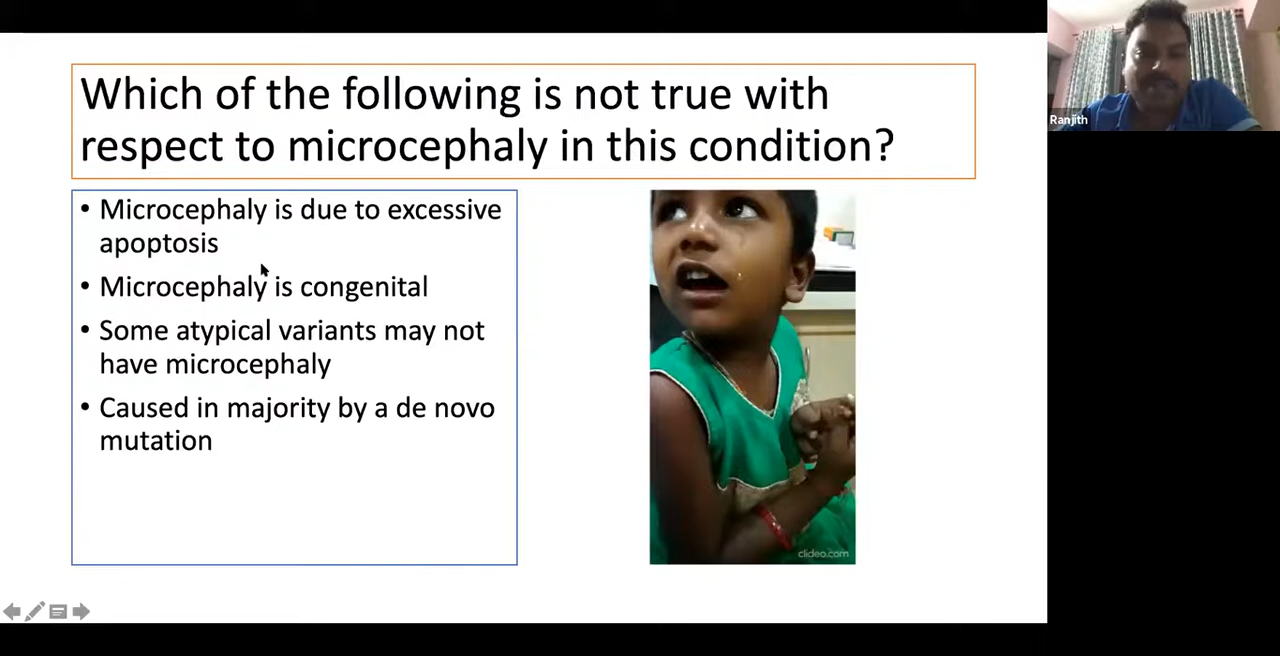 Which of the following is not true with
respect to microcephaly in this condition?
• Microcephaly is due to excessive
apoptosis
• Microcephaly is congenital
• Some atypical variants may not
have microcephaly
• Caused in majority by a de novo
mutation
clideo.com
Ranjith